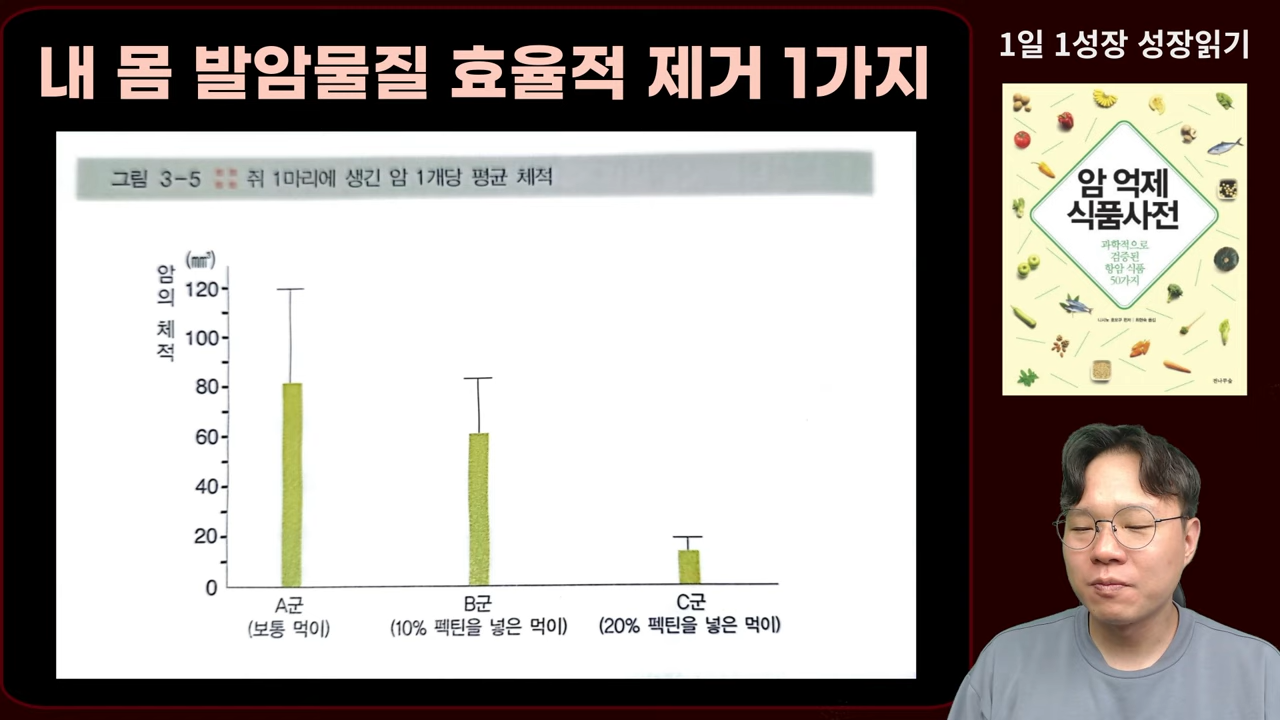 내 몸 발암물질 효율적 제거 1가지
1일 1성장 성장읽기
그림 3-5 쥐 1마리에 생긴 암 1개당 평균 체적
(㎣)
암의 체적
120
100
80
60
40
20
0
A군
(보통 먹이)
B군
(10% 펙틴을 넣은 먹이)
C군
(20% 펙틴을 넣은 먹이)
암 억제
식품사전
과학적으로
검증된
항암 식품
50가지
전나무숲